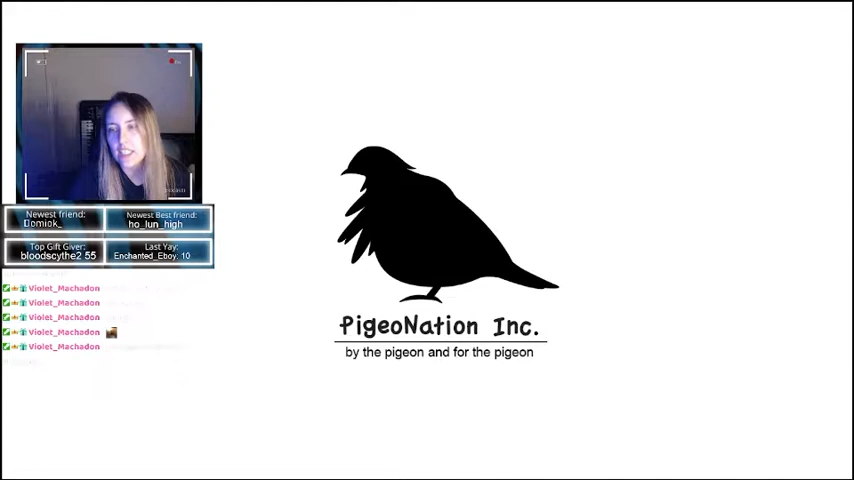 Newest friend:
Domiok_
Newest Best friend:
ho_lun_high
Top Gift Giver:
bloodscythe2 55
Last Yay:
Enchanted_Eboy: 10
Violet_Machadon
Violet_Machadon
Violet_Machadon
Violet_Machadon
Violet_Machadon
PigeoNation Inc.
by the pigeon and for the pigeon